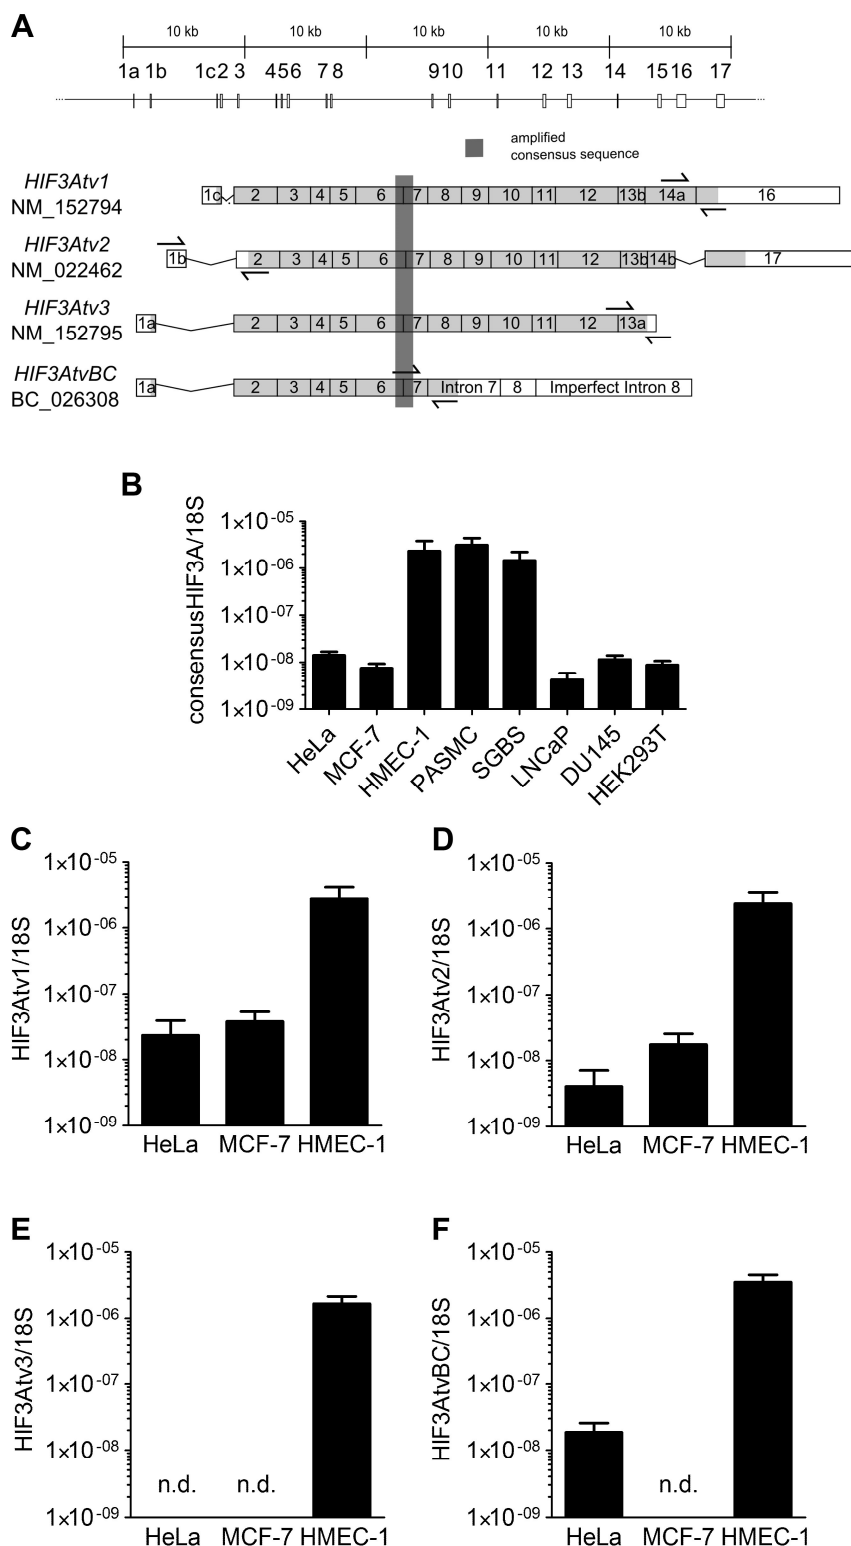 A
10 kb 10 kb 10 kb 10 kb 10 kb
1a 1b 1c 2 3 4 5 6 7 8 9 10 11 12 13 14 15 16 17
amplified
consensus sequence
HIF3Atv1
NM_152794
1c 2 3 4 5 6 7 8 9 10 11 12 13b 14a 16
HIF3Atv2
NM_022462
1b 2 3 4 5 6 7 8 9 10 11 12 13b 14b 17
HIF3Atv3
NM_152795
1a 2 3 4 5 6 7 8 9 10 11 12 13a
HIF3AtvBC
BC_026308
1a 2 3 4 5 6 7 Intron 7 8 Imperfect Intron 8
B
consensusHIF3A/18S
1x10-05
1x10-06
1x10-07
1x10-08
1x10-09
HeLa MCF-7 HMEC-1 PASMC SGBS LNCaP DU145 HEK293T
C
HIF3Atv1/18S
1x10-05
1x10-06
1x10-07
1x10-08
1x10-09
HeLa MCF-7 HMEC-1
D
HIF3Atv2/18S
1x10-05
1x10-06
1x10-07
1x10-08
1x10-09
HeLa MCF-7 HMEC-1
E
HIF3Atv3/18S
1x10-05
1x10-06
1x10-07
1x10-08
1x10-09
n.d. n.d.
HeLa MCF-7 HMEC-1
F
HIF3AtvBC/18S
1x10-05
1x10-06
1x10-07
1x10-08
1x10-09
n.d.
HeLa MCF-7 HMEC-1